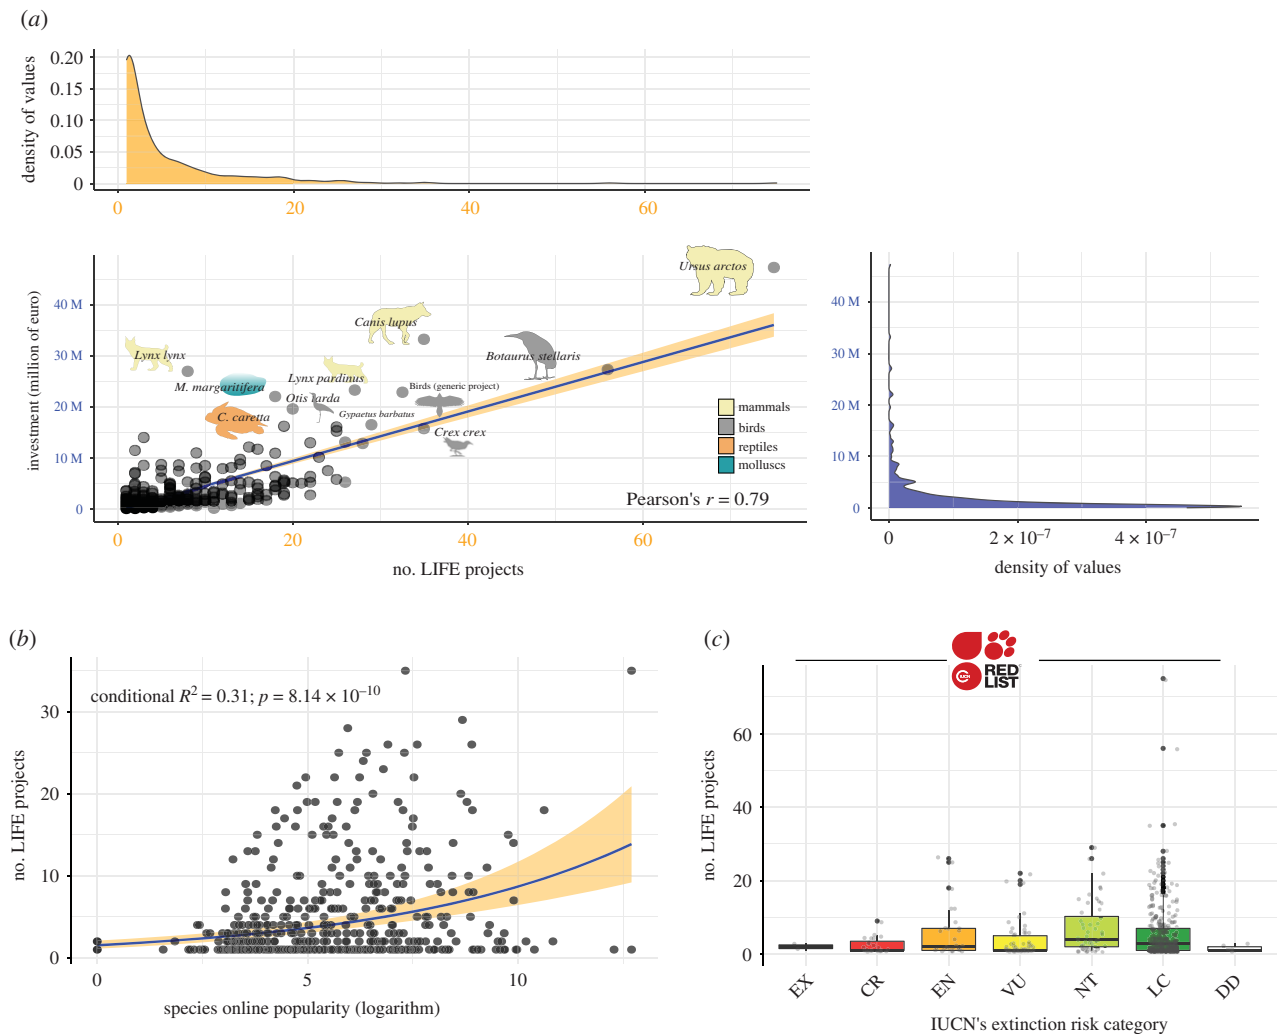 (a)
density of values
0.20
0.15
0.10
0.05
0
0 20 40 60
investment (million of euro)
40 M
30 M
20 M
10 M
0
Ursus arctos
Canis lupus
Lynx lynx
Botaurus stellaris
M. margaritifera
Lynx pardinus
Otis tarda
Birds (generic project)
C. caretta
Gypaetus barbatus
Crex crex
mammals
birds
reptiles
molluscs
Pearson's r = 0.79
0 20 40 60
no. LIFE projects
40 M
30 M
20 M
10 M
0
0 2 × 10⁻⁷ 4 × 10⁻⁷
density of values
(b)
conditional R² = 0.31; p = 8.14 × 10⁻¹⁰
no. LIFE projects
30
20
10
0
0 5 10
species online popularity (logarithm)
(c)
IUCN
RED
LIST
no. LIFE projects
60
40
20
0
EX CR EN VU NT LC DD
IUCN's extinction risk category